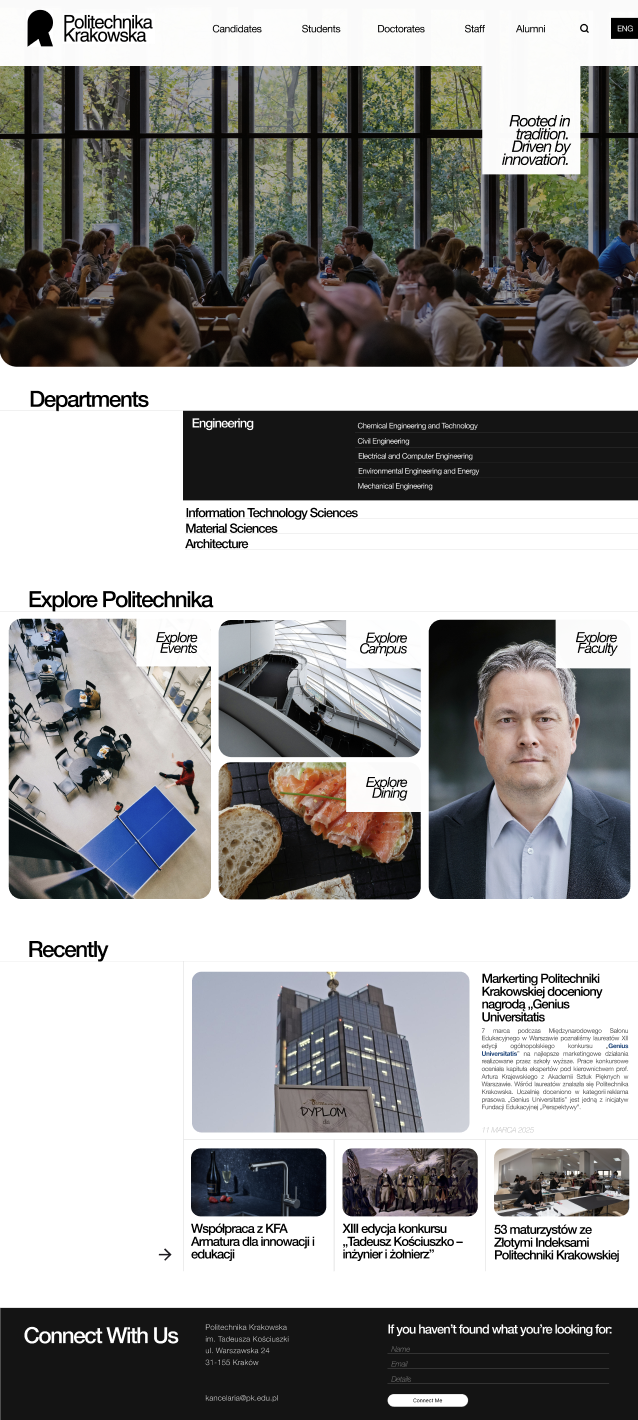 Politechnika
Krakowska
Candidates
Students
Doctorates
Staff
Alumni
ENG
Rooted in
tradition.
Driven by
innovation.
Departments
Engineering
Chemical Engineering and Technology
Civil Engineering
Electrical and Computer Engineering
Environmental Engineering and Energy
Mechanical Engineering
Information Technology Sciences
Material Sciences
Architecture
Explore Politechnika
Explore
Events
Explore
Campus
Explore
Dining
Explore
Faculty
Recently
DYPLOM
dla
Markerting Politechniki
Krakowskiej doceniony
nagrodą „Genius
Universitatis
7 marca podczas Międzynarodowego Salonu
Edukacyjnego w Warszawie poznaliśmy laureatów XII
edycji ogólnopolskiego konkursu „Genius
Universitatis” na najlepsze marketingowe działania
realizowane przez szkoły wyższe. Prace konkursowe
oceniała kapituła ekspertów pod kierownictwem prof.
Artura Krajewskiego z Akademii Sztuk Pięknych w
Warszawie. Wśród laureatów znalazła się Politechnika
Krakowska. Uczelnię doceniono w kategorii reklama
prasowa. „Genius Universitatis” jest jedną z inicjatyw
Fundacji Edukacyjnej „Perspektywy”.
11 MARCA 2025
Współpraca z KFA
Armatura dla innowacji i
edukacji
XIII edycja konkursu
„Tadeusz Kościuszko –
inżynier i żołnierz”
53 maturzystów ze
Zlotymi Indeksami
Politechniki Krakowskiej
Connect With Us
Politechnika Krakowska
im. Tadeusza Kościuszki
ul. Warszawska 24
31-155 Kraków
kancelaria@pk.edu.pl
If you haven’t found what you’re looking for:
Name
Email
Details
Connect Me